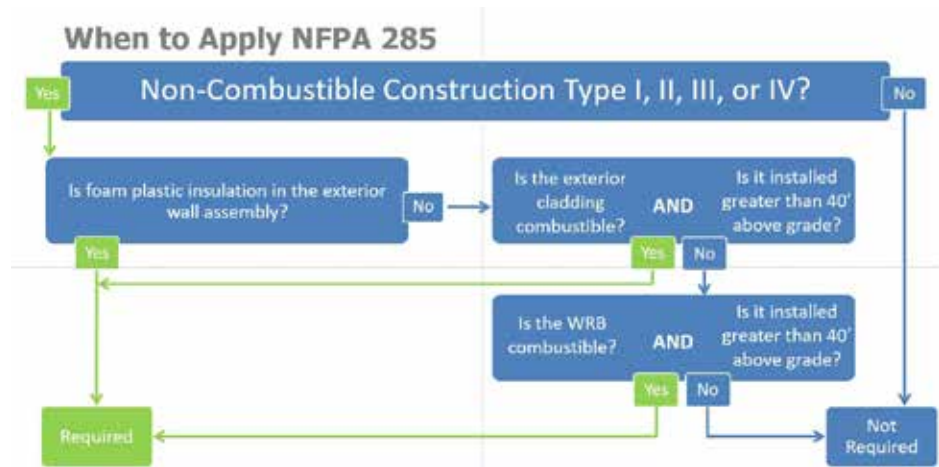 When to Apply NFPA 285
Yes
Non-Combustible Construction Type I, II, III, or IV?
No
Is foam plastic insulation in the exterior
wall assembly?
No
Is the exterior
cladding
combustible?
AND
Is it installed
greater than 40'
above grade?
Yes
Yes
No
Is the WRB
combustible?
AND
Is it installed
greater than 40'
above grade?
Yes
No
Required
Not
Required